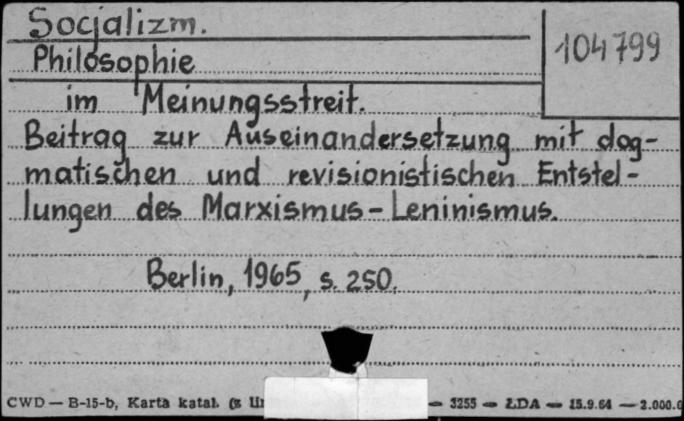 Socjalizm.
104799
Philosophie
im Meinungsstreit.
Beitrag zur Auseinandersetzung mit dog-
matischen und revisionistischen Entstel-
lungen des Marxismus-Leninismus.
Berlin, 1965, s. 250.
CWD — B-15-b, Karta katal. (z — 3255 — ŁDA — 15.9.64 — 2.000.0